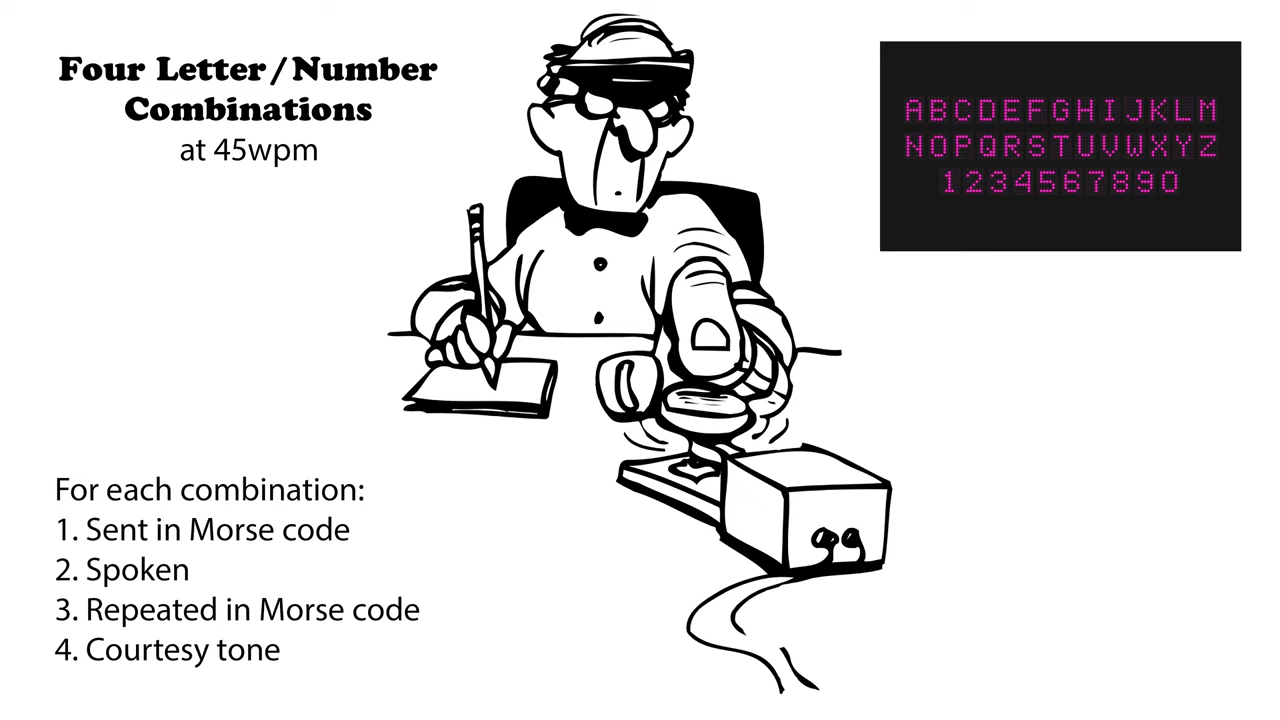 Four Letter/Number
Combinations
at 45wpm
ABCDEFGHIJKLM
NOPQRSTUVWXYZ
1234567890
For each combination:
1. Sent in Morse code
2. Spoken
3. Repeated in Morse code
4. Courtesy tone